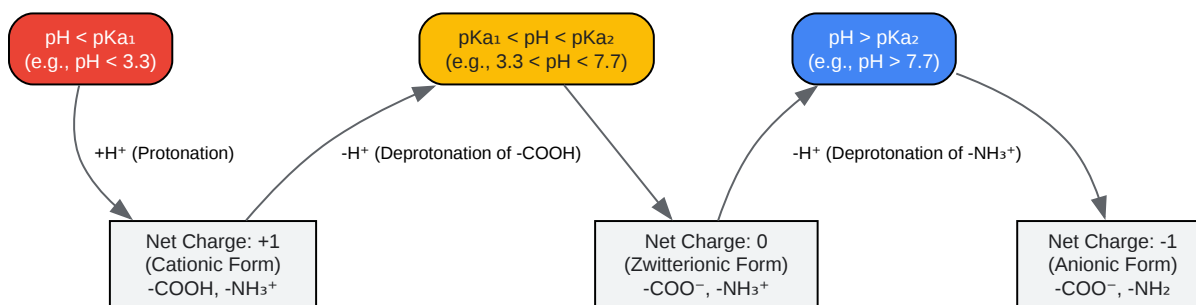 pH < pKa₁
(e.g., pH < 3.3)
pKa₁ < pH < pKa₂
(e.g., 3.3 < pH < 7.7)
pH > pKa₂
(e.g., pH > 7.7)
+H⁺ (Protonation)
-H⁺ (Deprotonation of -COOH)
-H⁺ (Deprotonation of -NH₃⁺)
Net Charge: +1
(Cationic Form)
-COOH, -NH₃⁺
Net Charge: 0
(Zwitterionic Form)
-COO⁻, -NH₃⁺
Net Charge: -1
(Anionic Form)
-COO⁻, -NH₂